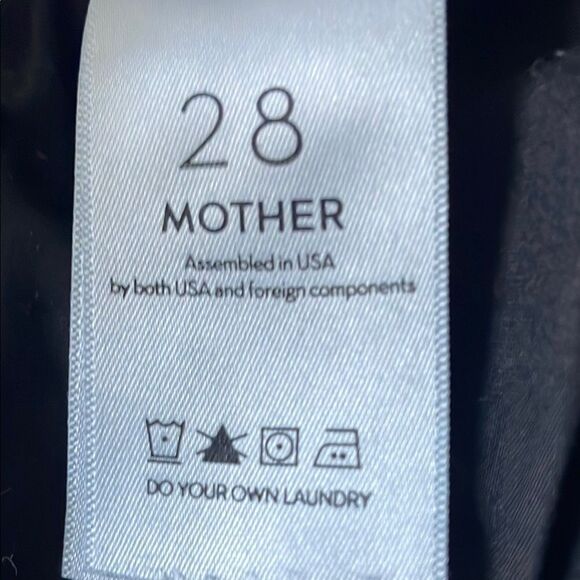 28
MOTHER
Assembled in USA
by both USA and foreign components
DO YOUR OWN LAUNDRY